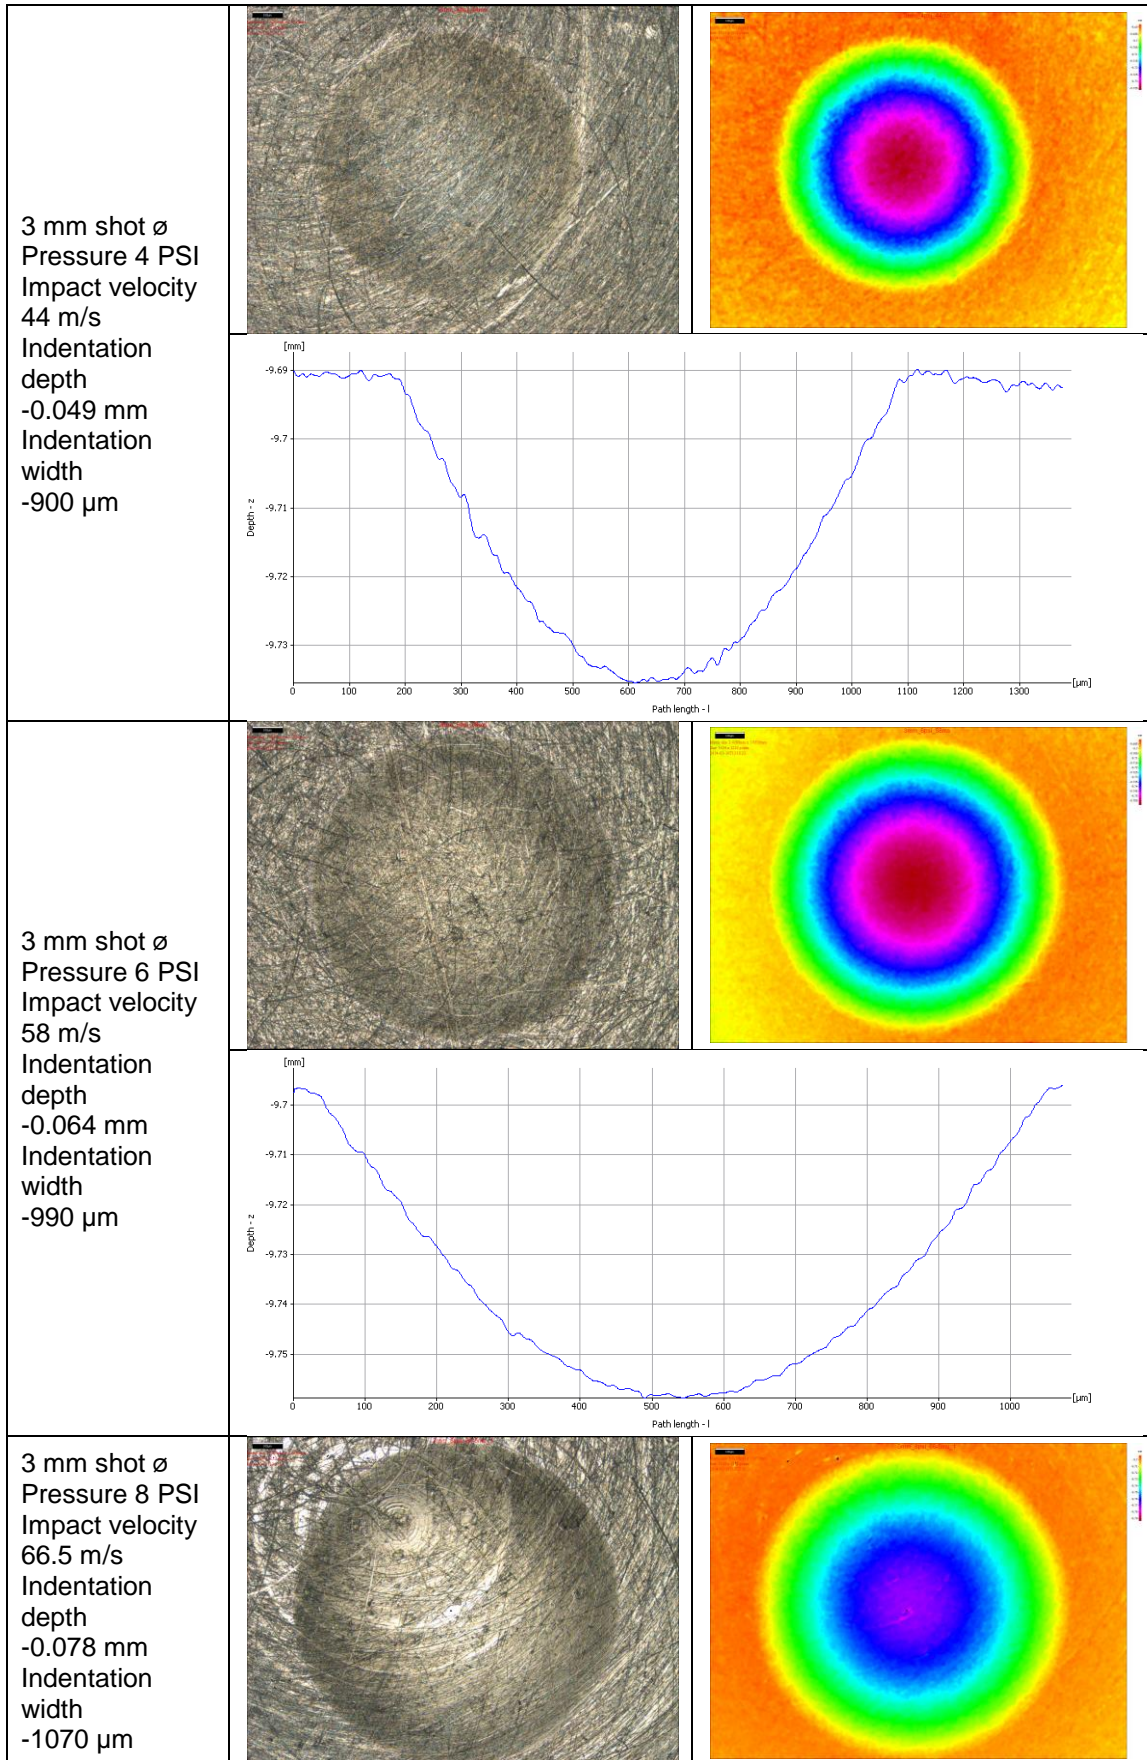 3 mm shot ø
Pressure 4 PSI
Impact velocity
44 m/s
Indentation
depth
-0.049 mm
Indentation
width
-900 µm
[mm]
-9.69
-9.7
-9.71
-9.72
-9.73
Depth - z
0 100 200 300 400 500 600 700 800 900 1000 1100 1200 1300
[µm]
Path length - l
3 mm shot ø
Pressure 6 PSI
Impact velocity
58 m/s
Indentation
depth
-0.064 mm
Indentation
width
-990 µm
[mm]
-9.7
-9.71
-9.72
-9.73
-9.74
-9.75
Depth - z
0 100 200 300 400 500 600 700 800 900 1000
[µm]
Path length - l
3 mm shot ø
Pressure 8 PSI
Impact velocity
66.5 m/s
Indentation
depth
-0.078 mm
Indentation
width
-1070 µm